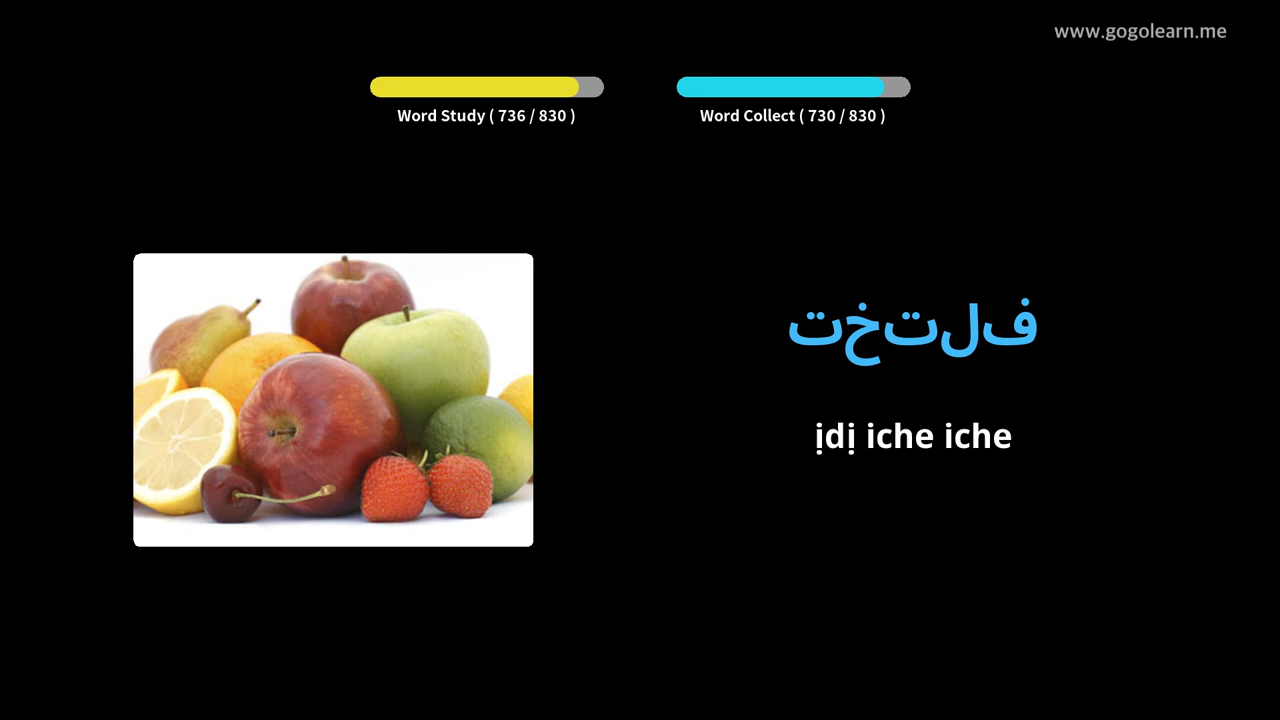 www.gogolearn.me
Word Study ( 736 / 830 )
Word Collect ( 730 / 830 )
تختلف
ịdị iche iche